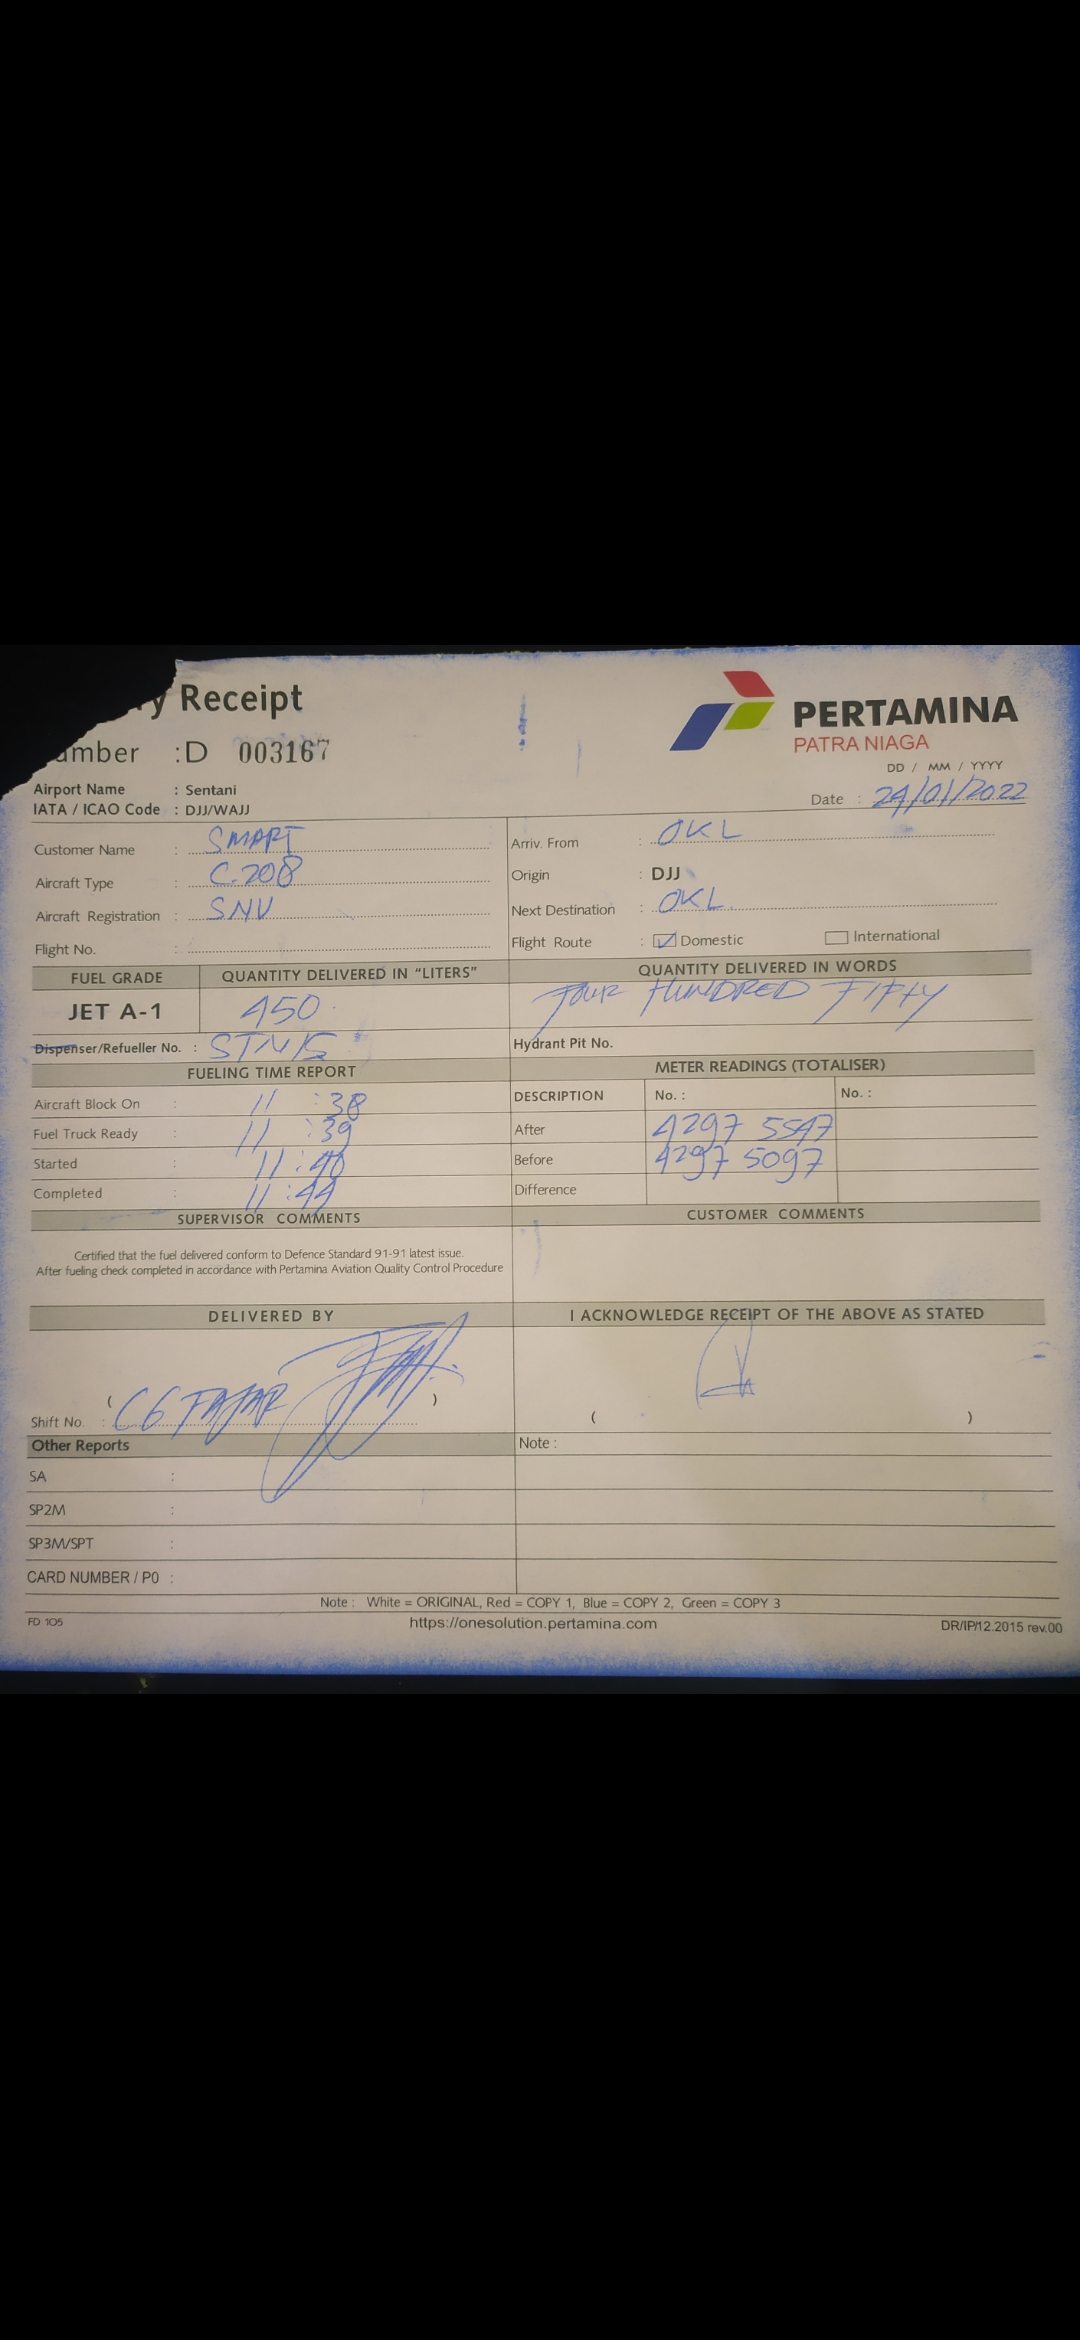 Receipt
:D 003167
PERTAMINA
PATRA NIAGA
DD / MM / YYYY
Airport Name : Sentani
IATA / ICAO Code : DJJ/WAJJ
Date : 24/01/2022
Customer Name : SMART
Arriv. From : OKL
Aircraft Type : C.208
Origin : DJJ
Aircraft Registration : SNV
Next Destination : OKL
Flight No. :
Flight Route : Domestic International
FUEL GRADE QUANTITY DELIVERED IN "LITERS" QUANTITY DELIVERED IN WORDS
JET A-1 450 FOUR HUNDRED FIFTY
Dispenser/Refueller No. :
Hydrant Pit No.
FUELING TIME REPORT METER READINGS (TOTALISER)
DESCRIPTION No. : No. :
Aircraft Block On : 11 : 38
Fuel Truck Ready : 11 : 39
After 4297 5547
Started : 11 : 40
Before 4297 5097
Completed : 11 : 44
Difference
SUPERVISOR COMMENTS CUSTOMER COMMENTS
Certified that the fuel delivered conform to Defence Standard 91-91 latest issue.
After fueling check completed in accordance with Pertamina Aviation Quality Control Procedure
DELIVERED BY I ACKNOWLEDGE RECEIPT OF THE ABOVE AS STATED
( C6 FAJAR )
Shift No. :
( )
Other Reports Note :
SA :
SP2M :
SP3M/SPT :
CARD NUMBER / P0 :
Note : White = ORIGINAL, Red = COPY 1, Blue = COPY 2, Green = COPY 3
FD 105 https://onesolution.pertamina.com DR/IP/12.2015 rev.00